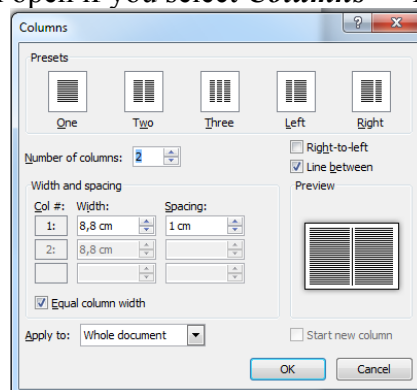 open if you select Columns
Columns
Presets
One Two Three Left Right
Number of columns: 2
Right-to-left
Line between
Width and spacing
Preview
Col #: Width: Spacing:
1: 8,8 cm 1 cm
2: 8,8 cm
Equal column width
Apply to: Whole document
Start new column
OK Cancel